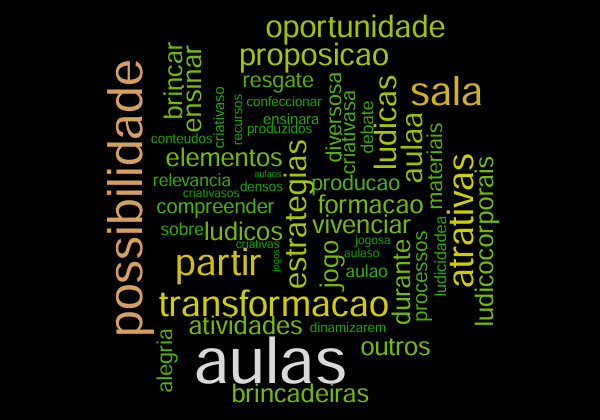 oportunidade
proposicao
brincar
ensinar
resgate
sala
possibilidade
criativaso
recursos
confeccionar
ensinara
produzidos
diversosa
criativasa
debate
ludicas
aulaa
conteudos
elementos
aulaos
estrategias
materiais
atrativas
ludicocorporais
relevancia
densos
producao
criativasos
compreender
formacao
sobre
ludicos
vivenciar
criativas
jogosa
jogos
jogo
aulaso
partir
aulao
durante
processos
ludicidadea
transformacao
atividades
dinamizarem
alegria
aulas
outros
brincadeiras